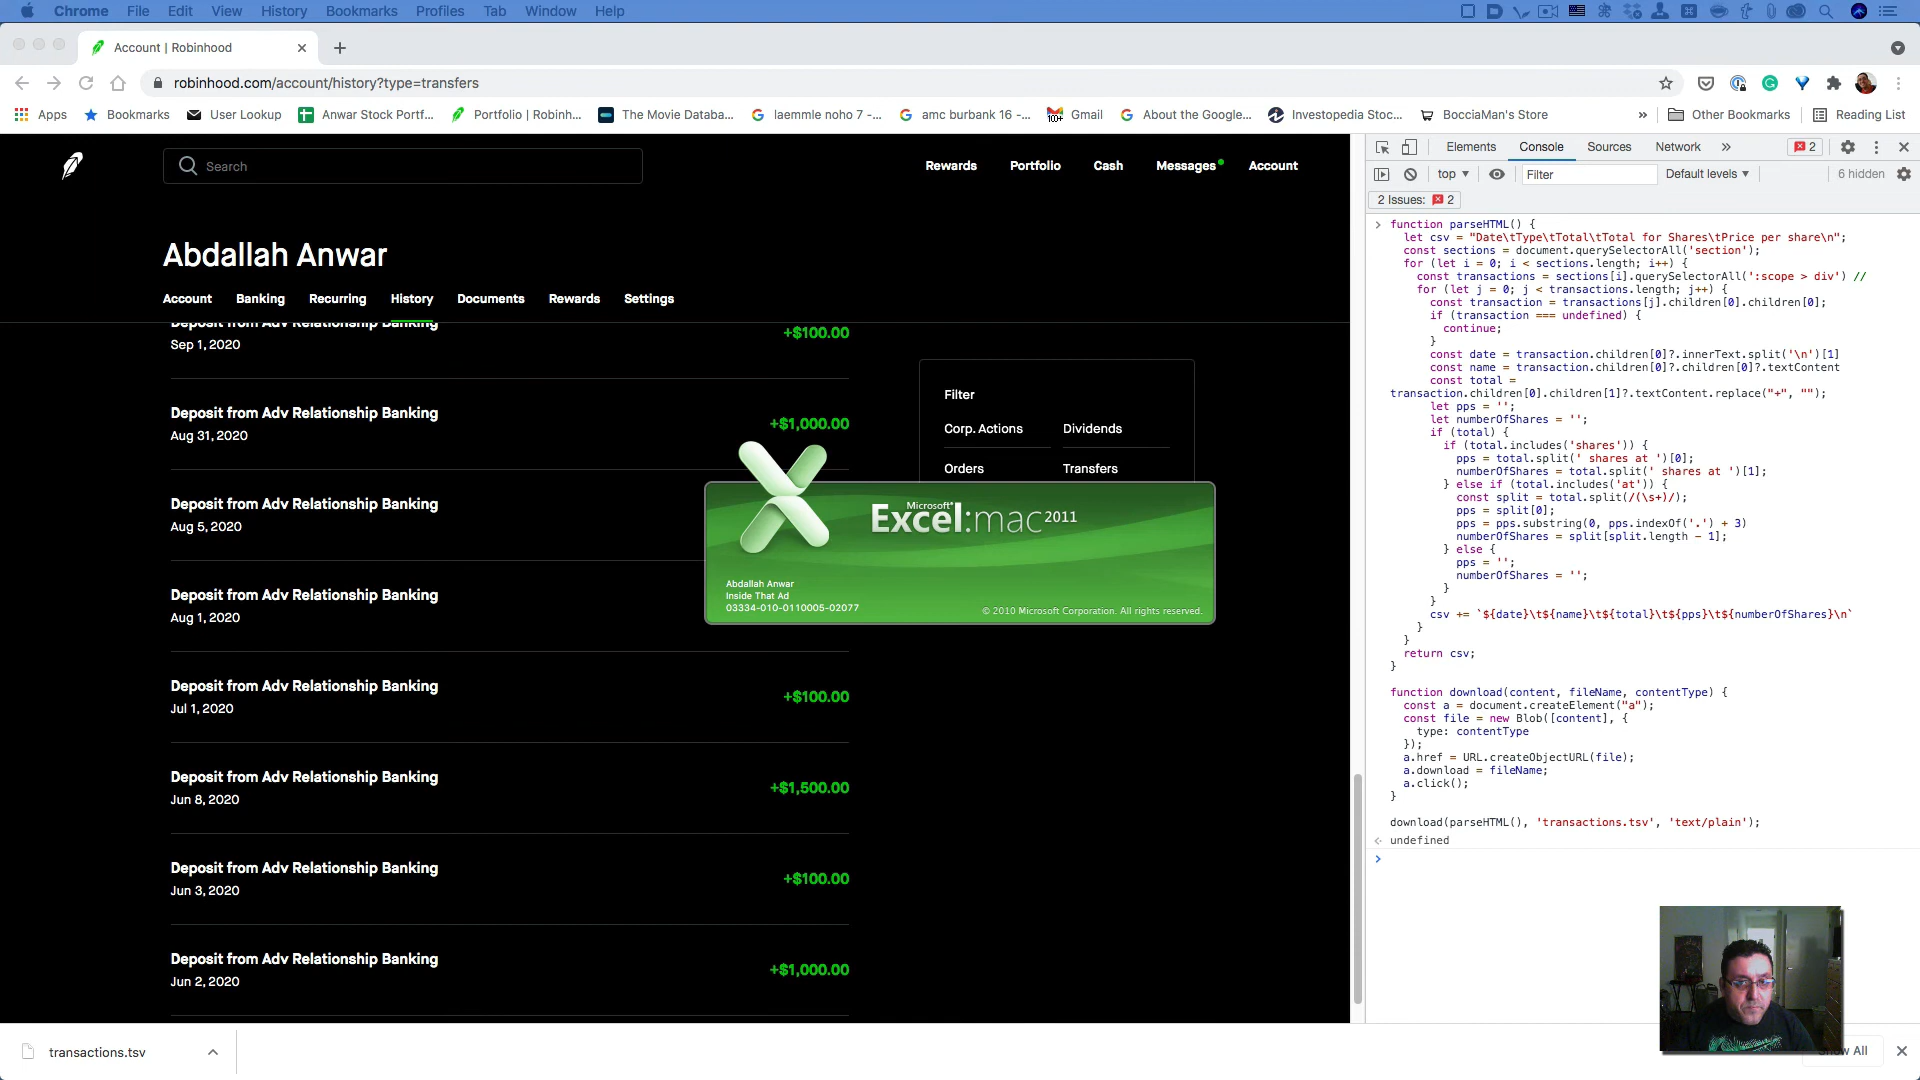 Chrome File Edit View History Bookmarks Profiles Tab Window Help
Account | Robinhood
robinhood.com/account/history?type=transfers
Apps Bookmarks User Lookup Anwar Stock Portf... Portfolio | Robinh... The Movie Databa... laemmle noho 7 -... amc burbank 16 -... 100+ Gmail About the Google... Investopedia Stoc... BocciaMan's Store » Other Bookmarks Reading List
Search
Rewards Portfolio Cash Messages Account
Abdallah Anwar
Account Banking Recurring History Documents Rewards Settings
Deposit from Adv Relationship Banking
Sep 1, 2020
+$100.00
Deposit from Adv Relationship Banking
Aug 31, 2020
+$1,000.00
Deposit from Adv Relationship Banking
Aug 5, 2020
Deposit from Adv Relationship Banking
Aug 1, 2020
Deposit from Adv Relationship Banking
Jul 1, 2020
+$100.00
Deposit from Adv Relationship Banking
Jun 8, 2020
+$1,500.00
Deposit from Adv Relationship Banking
Jun 3, 2020
+$100.00
Deposit from Adv Relationship Banking
Jun 2, 2020
+$1,000.00
Filter
Corp. Actions Dividends
Orders Transfers
Microsoft®
Excel:mac 2011
Abdallah Anwar
Inside That Ad
03334-010-0110005-02077
© 2010 Microsoft Corporation. All rights reserved.
Elements Console Sources Network » 2
top Filter Default levels 6 hidden
2 Issues: 2
function parseHTML() {
let csv = "Date\tType\tTotal\tTotal for Shares\tPrice per share\n";
const sections = document.querySelectorAll('section');
for (let i = 0; i < sections.length; i++) {
const transactions = sections[i].querySelectorAll(':scope > div') //
for (let j = 0; j < transactions.length; j++) {
const transaction = transactions[j].children[0].children[0];
if (transaction === undefined) {
continue;
}
const date = transaction.children[0]?.innerText.split('\n')[1]
const name = transaction.children[0]?.children[0]?.textContent
const total =
transaction.children[0].children[1]?.textContent.replace("+", "");
let pps = '';
let numberOfShares = '';
if (total) {
if (total.includes('shares')) {
pps = total.split(' shares at ')[0];
numberOfShares = total.split(' shares at ')[1];
} else if (total.includes('at')) {
const split = total.split(/(\s+)/);
pps = split[0];
pps = pps.substring(0, pps.indexOf('.') + 3)
numberOfShares = split[split.length - 1];
} else {
pps = '';
numberOfShares = '';
}
}
csv += `${date}\t${name}\t${total}\t${pps}\t${numberOfShares}\n`
}
}
return csv;
}
function download(content, fileName, contentType) {
const a = document.createElement("a");
const file = new Blob([content], {
type: contentType
});
a.href = URL.createObjectURL(file);
a.download = fileName;
a.click();
}
download(parseHTML(), 'transactions.tsv', 'text/plain');
undefined
transactions.tsv
Show All